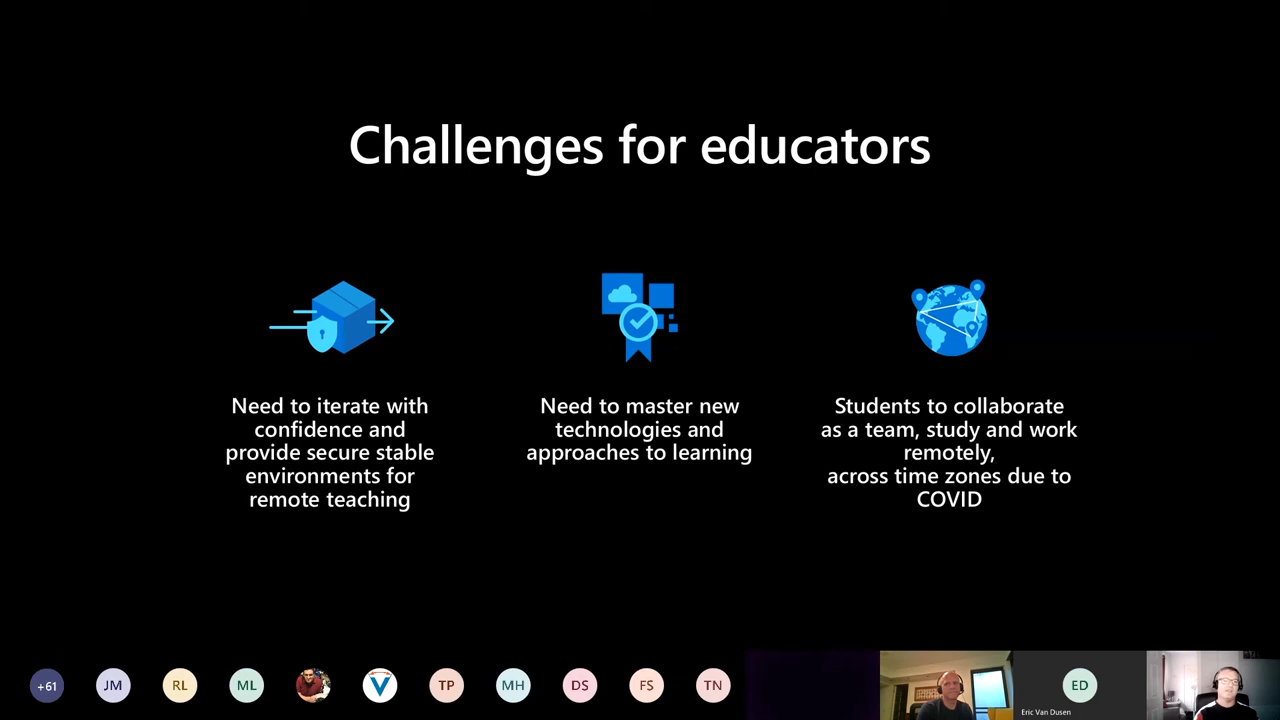 Challenges for educators
Need to iterate with
confidence and
provide secure stable
environments for
remote teaching
Need to master new
technologies and
approaches to learning
Students to collaborate
as a team, study and work
remotely,
across time zones due to
COVID
+61
JM
RL
ML
V
TP
MH
DS
FS
TN
ED
Eric Van Dusen